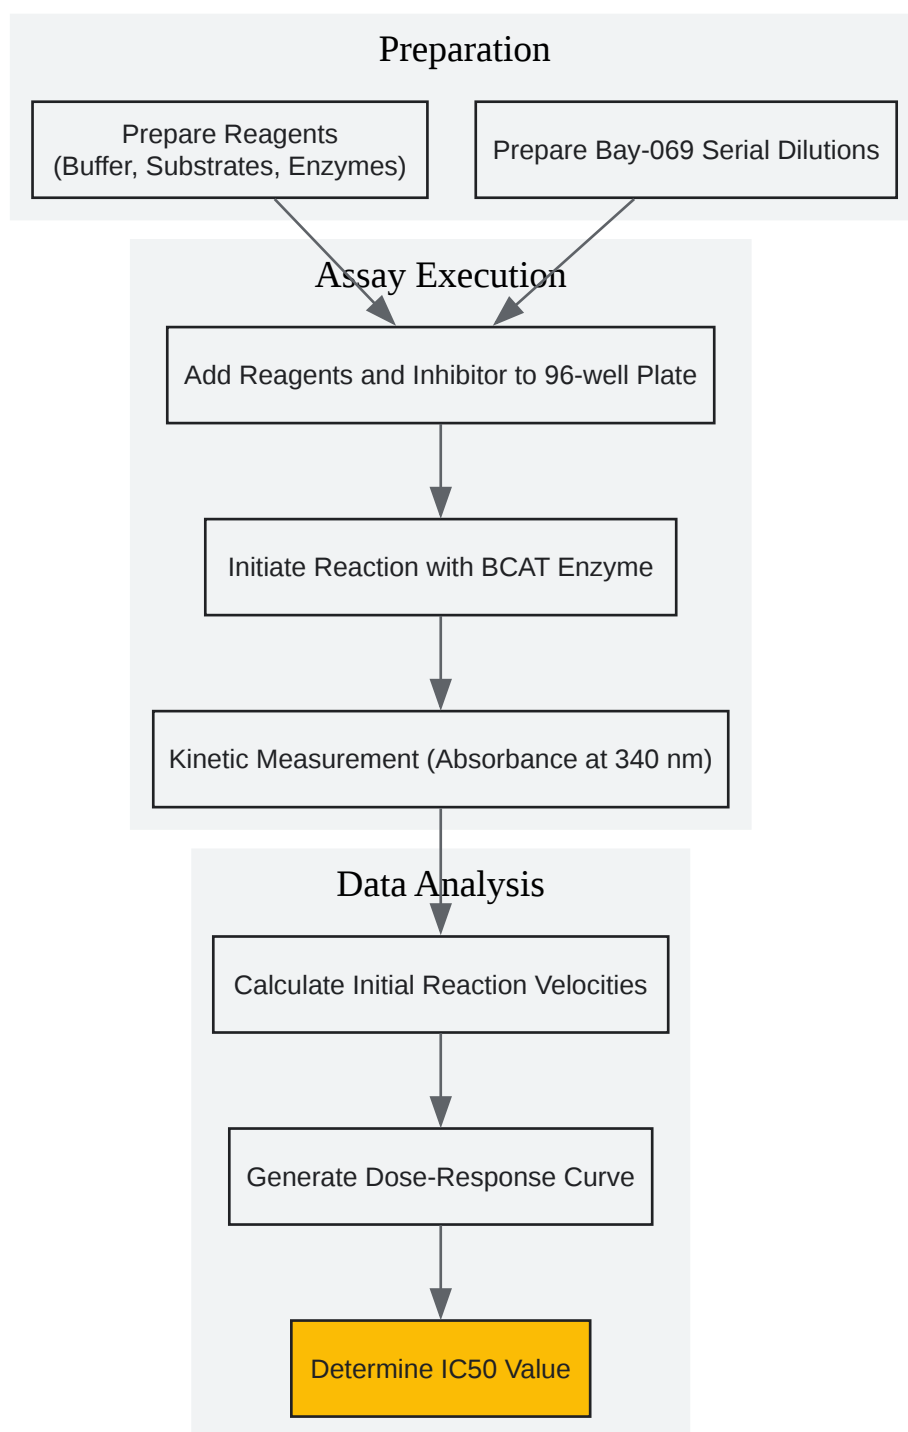 Preparation
Prepare Reagents
(Buffer, Substrates, Enzymes)
Prepare Bay-069 Serial Dilutions
Assay Execution
Add Reagents and Inhibitor to 96-well Plate
Initiate Reaction with BCAT Enzyme
Kinetic Measurement (Absorbance at 340 nm)
Data Analysis
Calculate Initial Reaction Velocities
Generate Dose-Response Curve
Determine IC50 Value